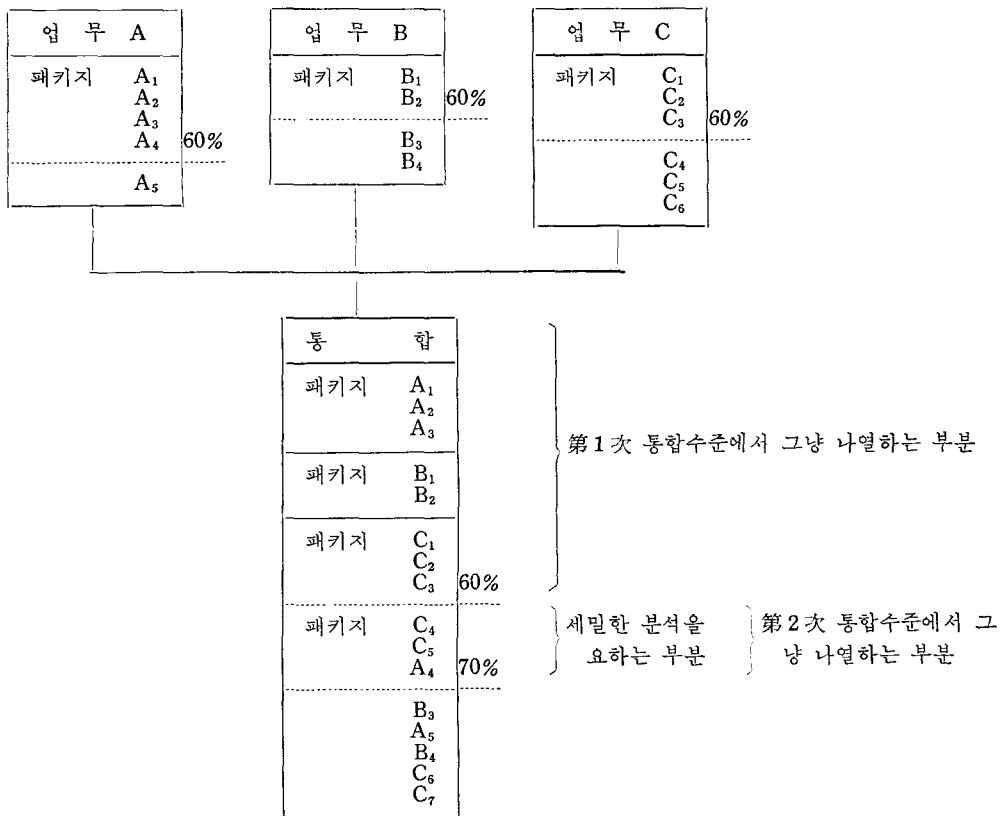 업 무 A
패키지 A₁
A₂
A₃
A₄ 60%
A₅
업 무 B
패키지 B₁
B₂ 60%
B₃
B₄
업 무 C
패키지 C₁
C₂
C₃ 60%
C₄
C₅
C₆
통 합
패키지 A₁
A₂
A₃
패키지 B₁
B₂
패키지 C₁
C₂
C₃ 60%
第1次 통합수준에서 그냥 나열하는 부분
패키지 C₄
C₅
A₄ 70%
세밀한 분석을
요하는 부분
第2次 통합수준에서 그
냥 나열하는 부분
B₃
A₅
B₄
C₆
C₇